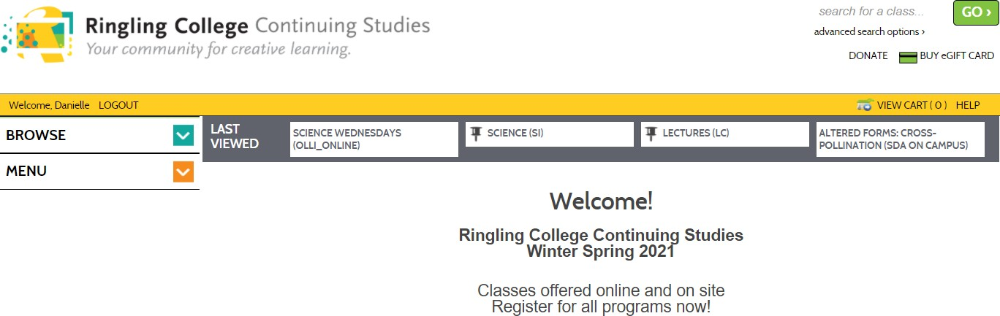 Ringling College Continuing Studies
Your community for creative learning.
search for a class...
GO ›
advanced search options ›
DONATE
BUY eGIFT CARD
Welcome, Danielle
LOGOUT
VIEW CART ( 0 )
HELP
BROWSE
MENU
LAST
VIEWED
SCIENCE WEDNESDAYS
(OLLI_ONLINE)
SCIENCE (SI)
LECTURES (LC)
ALTERED FORMS: CROSS-
POLLINATION (SDA ON CAMPUS)
Welcome!
Ringling College Continuing Studies
Winter Spring 2021
Classes offered online and on site
Register for all programs now!